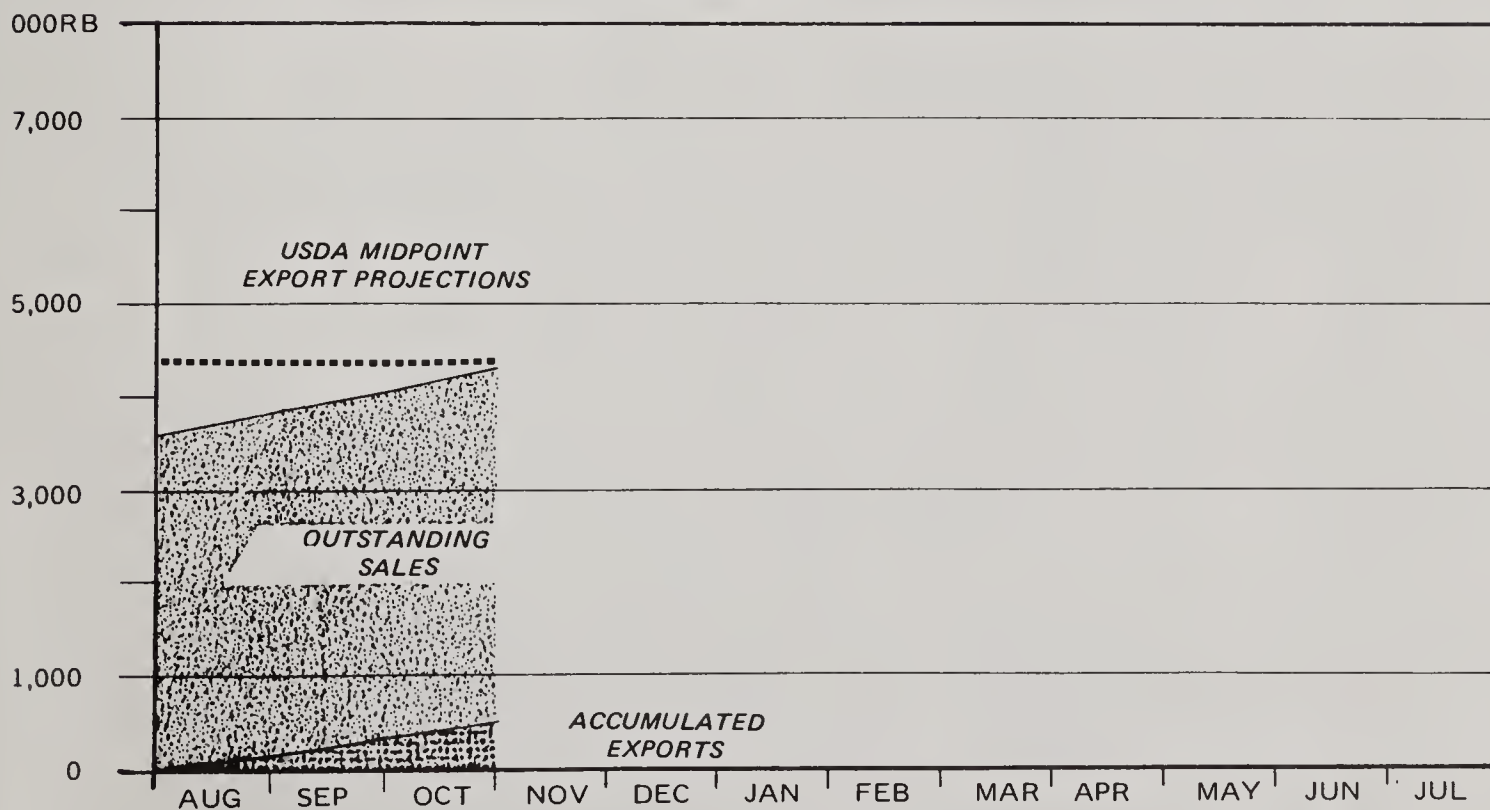 000RB
7,000
USDA MIDPOINT
EXPORT PROJECTIONS
5,000
3,000
OUTSTANDING
SALES
1,000
ACCUMULATED
EXPORTS
0
AUG SEP OCT NOV DEC JAN FEB MAR APR MAY JUN JUL